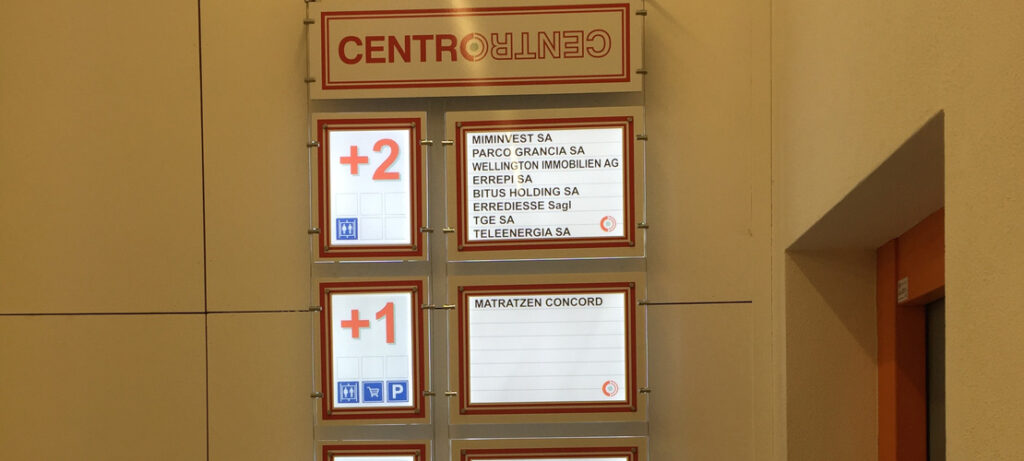 CENTRO CENTRO
+2
MIMINVEST SA
PARCO GRANCIA SA
WELLINGTON IMMOBILIEN AG
ERREPI SA
BITUS HOLDING SA
ERREDIESSE Sagl
TGE SA
TELEENERGIA SA
+1
P
MATRATZEN CONCORD